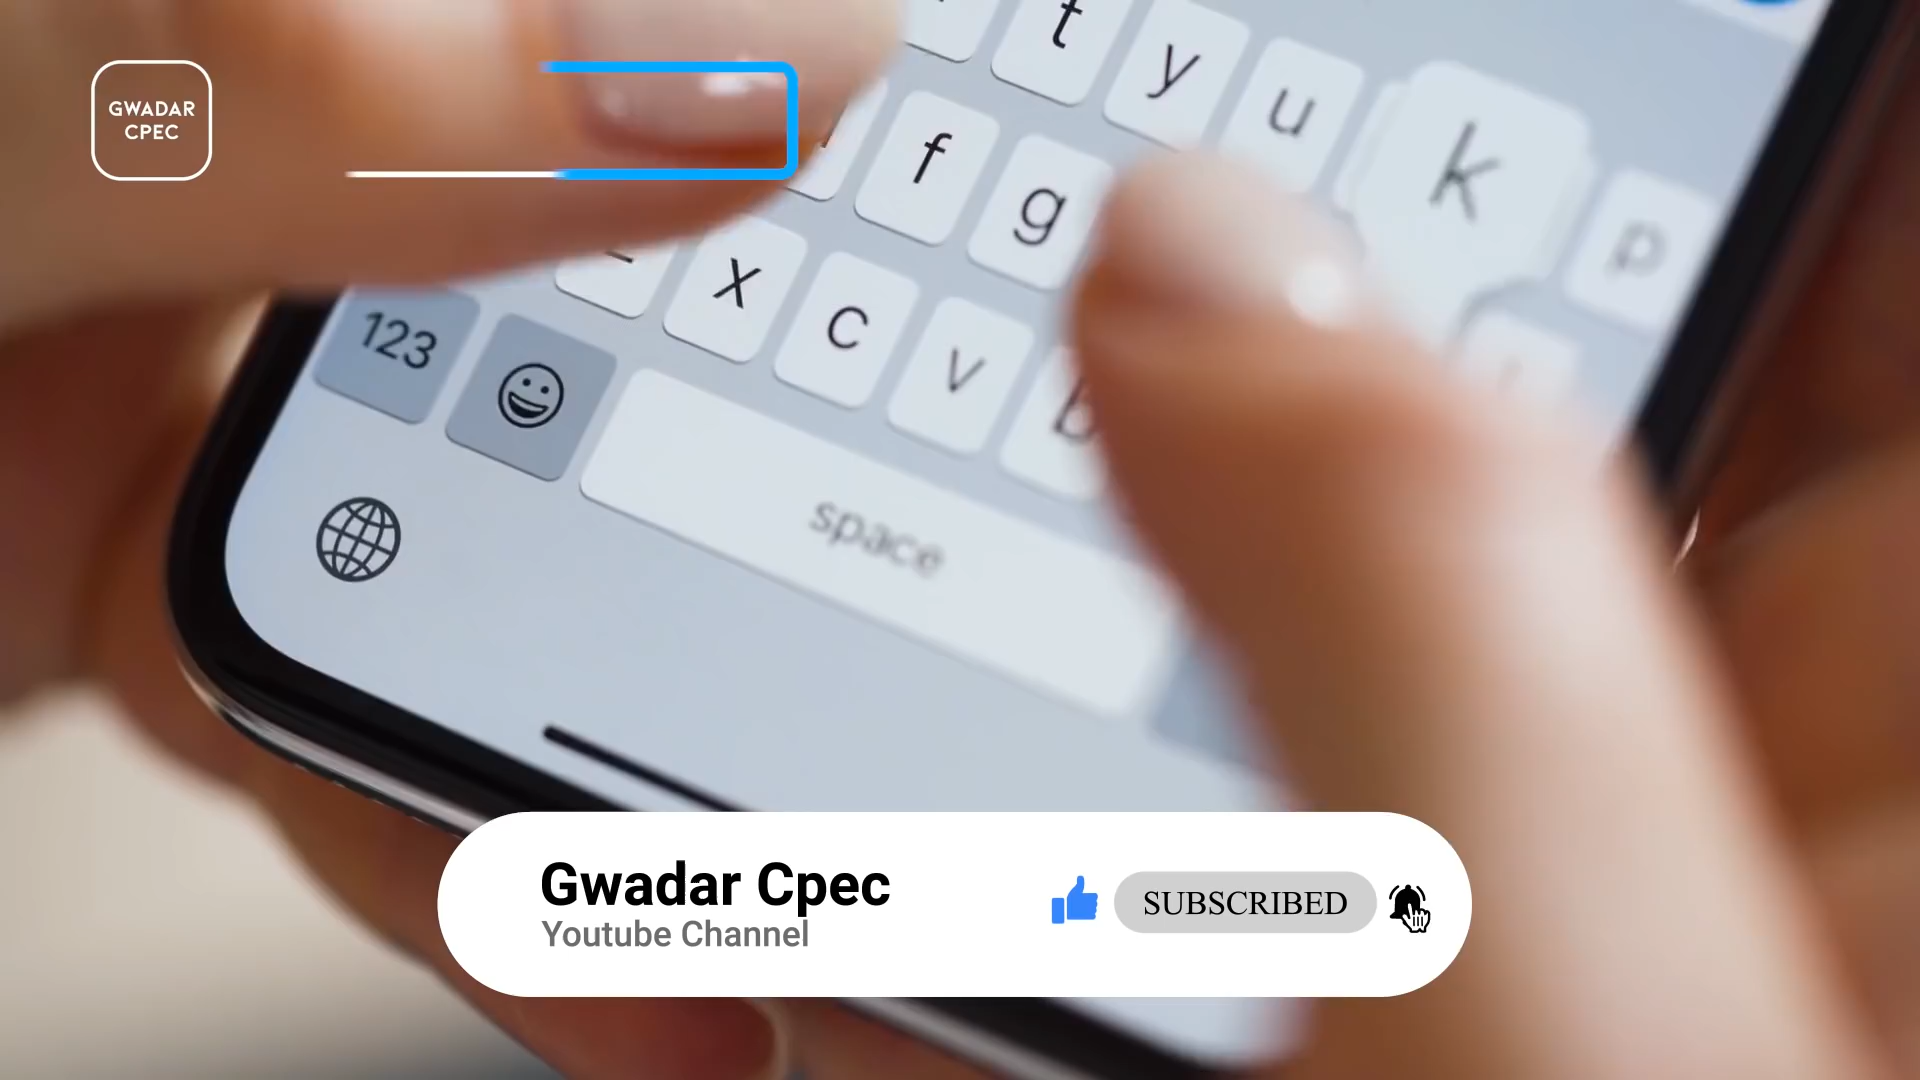 GWADAR
CPEC
t
y
u
k
p
f
g
x
c
v
b
123
space
Gwadar Cpec
Youtube Channel
SUBSCRIBED